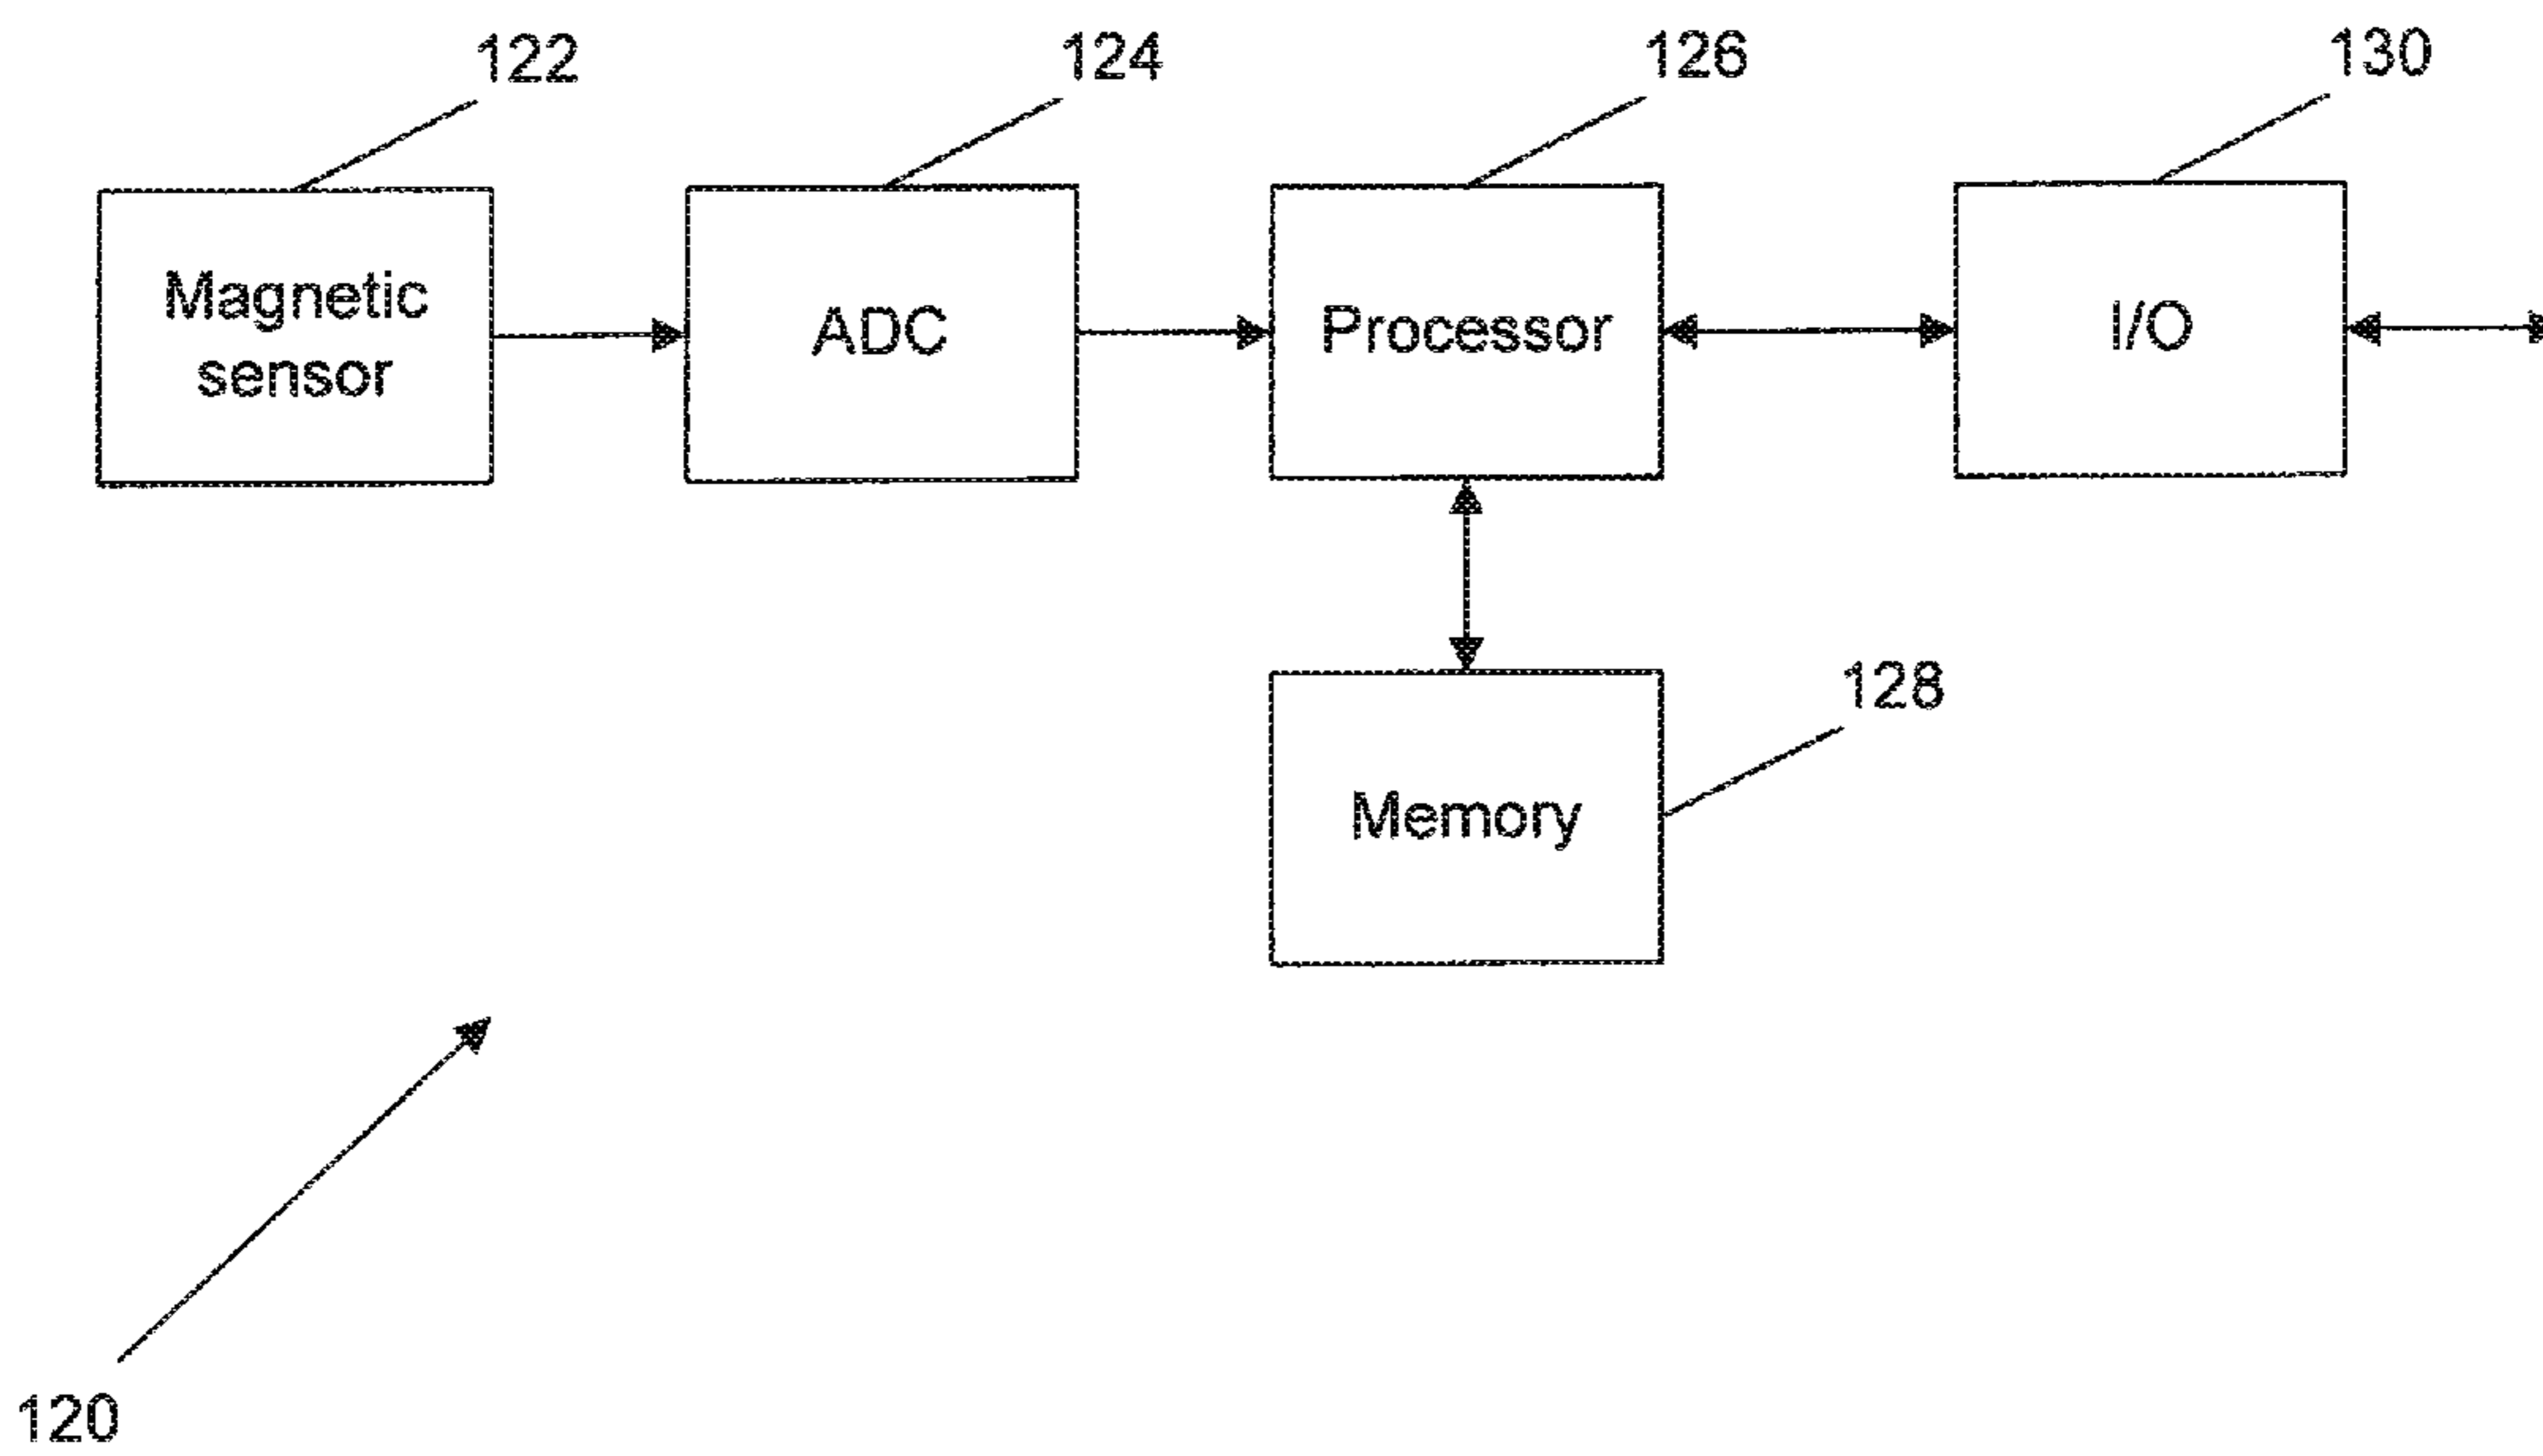 122
124
126
130
Magnetic
sensor
ADC
Processor
I/O
128
Memory
120